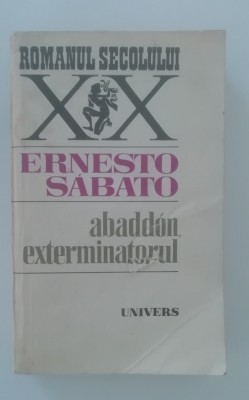 ROMANUL SECOLULUI
XX
ERNESTO
SÁBATO
abaddón,
exterminatorul
UNIVERS